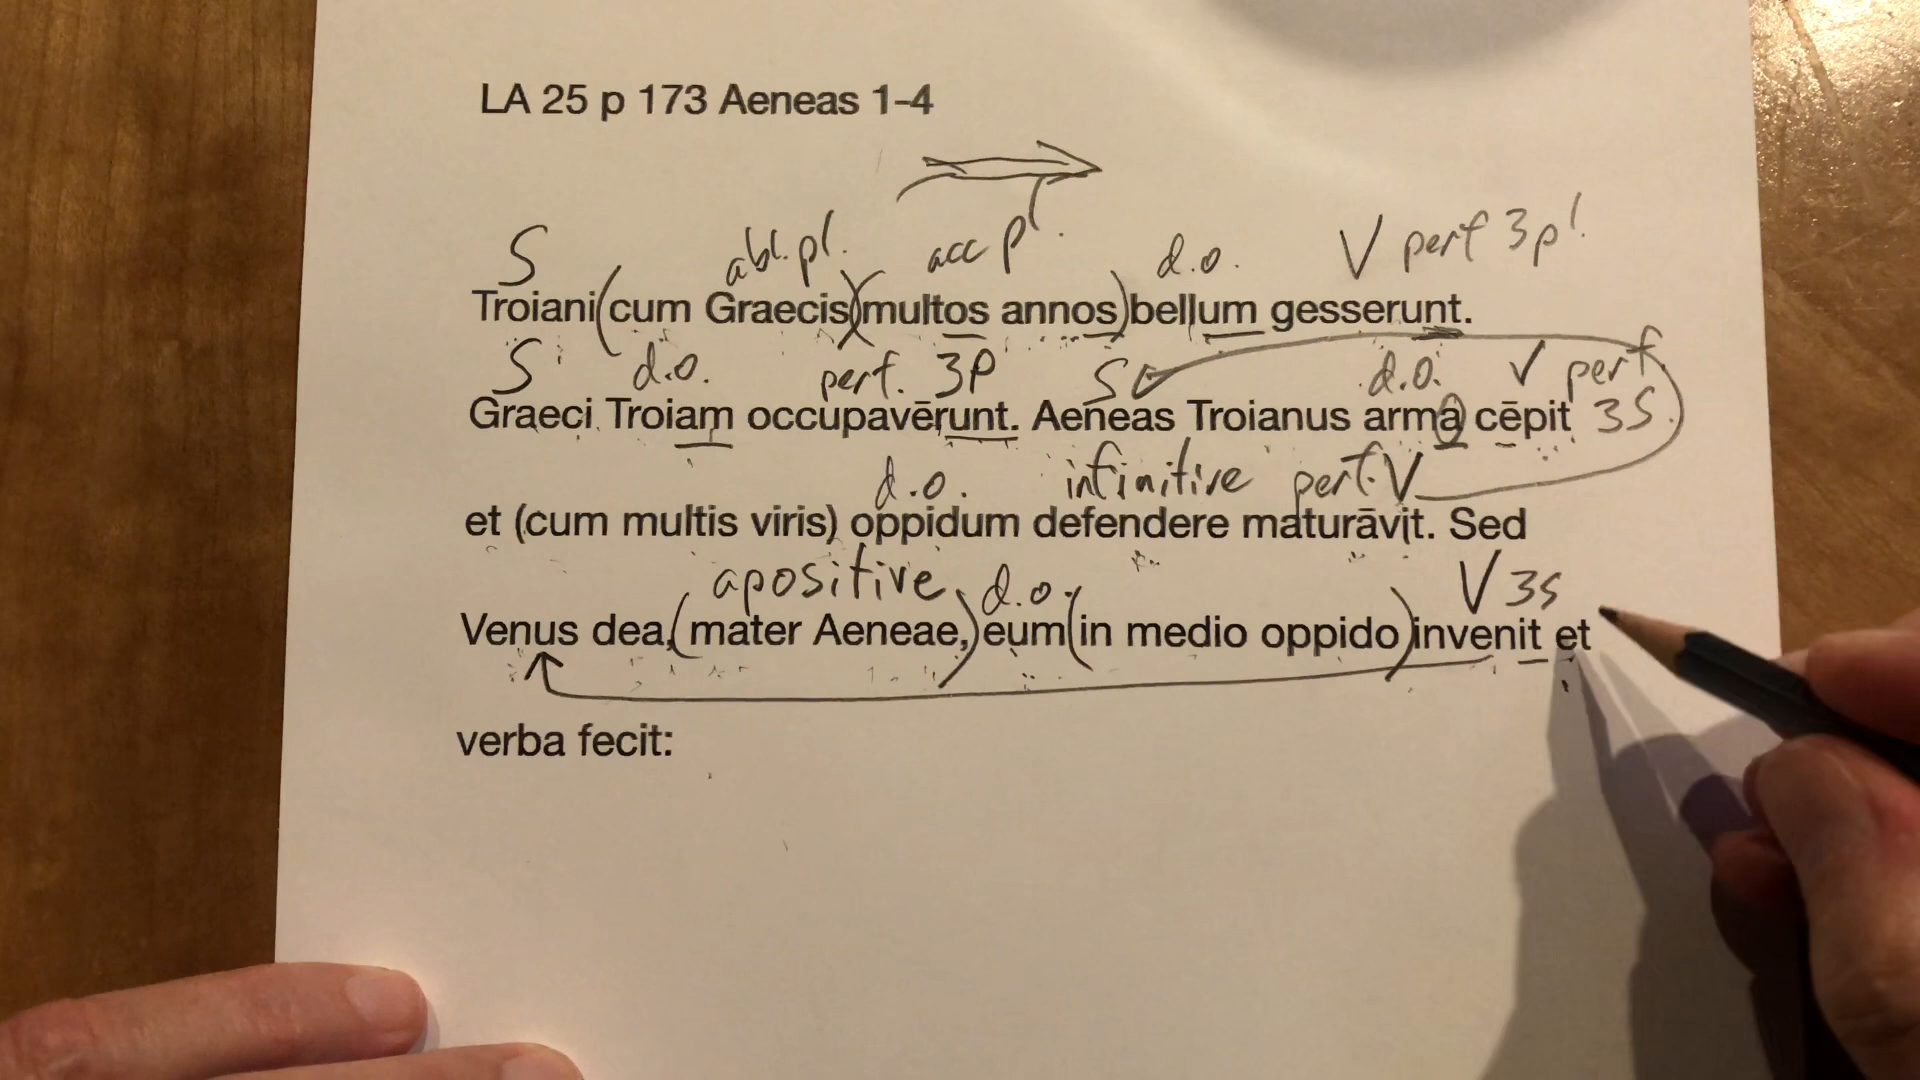 LA 25 p 173 Aeneas 1-4
S abl. pl. acc pl. d.o. V perf 3pl.
Troiani (cum Graecis) (multos annos) bellum gesserunt.
S d.o. perf. 3P S d.o. V perf
Graeci Troiam occupavērunt. Aeneas Troianus arma cēpit 3S.
d.o. infinitive perf. V
et (cum multis viris) oppidum defendere maturāvit. Sed
apositive d.o. V 3s
Venus dea, (mater Aeneae,) eum (in medio oppido) invenit et
verba fecit: